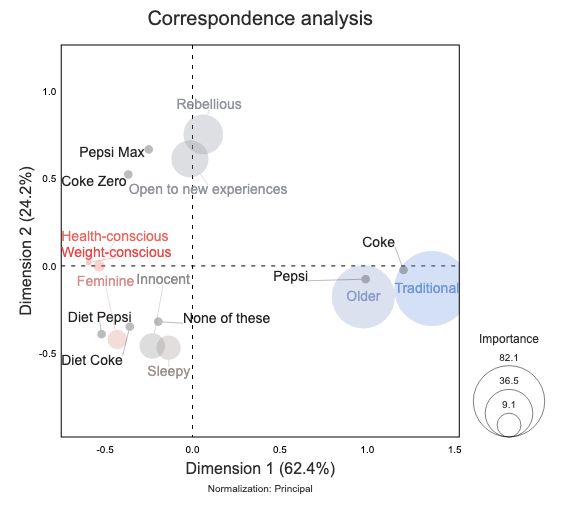 Correspondence analysis
Dimension 2 (24.2%)
1.0
0.5
0.0
-0.5
Rebellious
Pepsi Max
Coke Zero
Open to new experiences
Health-conscious
Weight-conscious
Coke
Feminine
Innocent
Pepsi
Older
Traditional
Diet Pepsi
None of these
Diet Coke
Sleepy
-0.5
0.0
0.5
1.0
1.5
Dimension 1 (62.4%)
Normalization: Principal
Importance
82.1
36.5
9.1